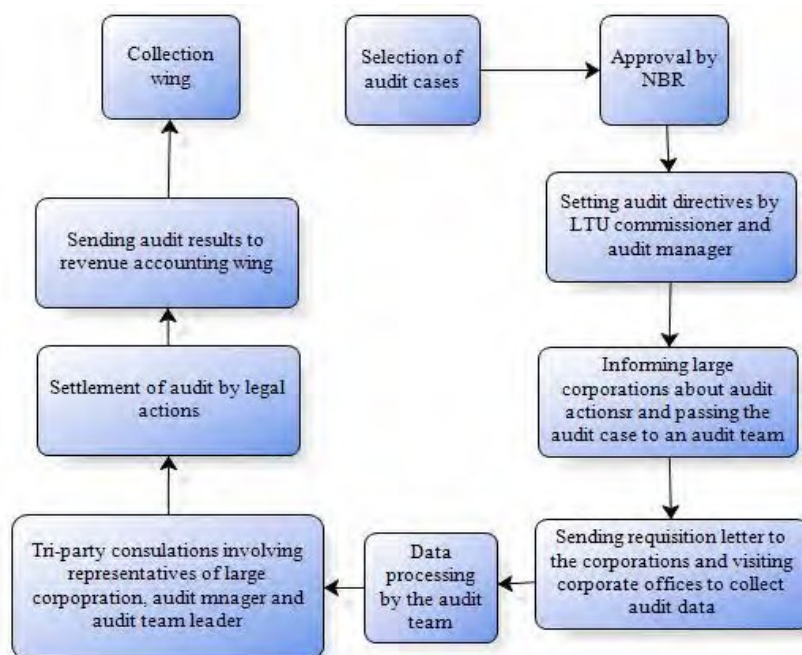 Selection of
audit cases
Approval by
NBR
Setting audit directives by
LTU commissioner and
audit manager
Informing large
corporations about audit
actionsr and passing the
audit case to an audit team
Sending requisition letter to
the corporations and visiting
corporate offices to collect
audit data
Data
processing
by the audit
team
Tri-party consulations involving
representatives of large
corpopration, audit mnager and
audit team leader
Settlement of audit by legal
actions
Sending audit results to
revenue accounting wing
Collection
wing